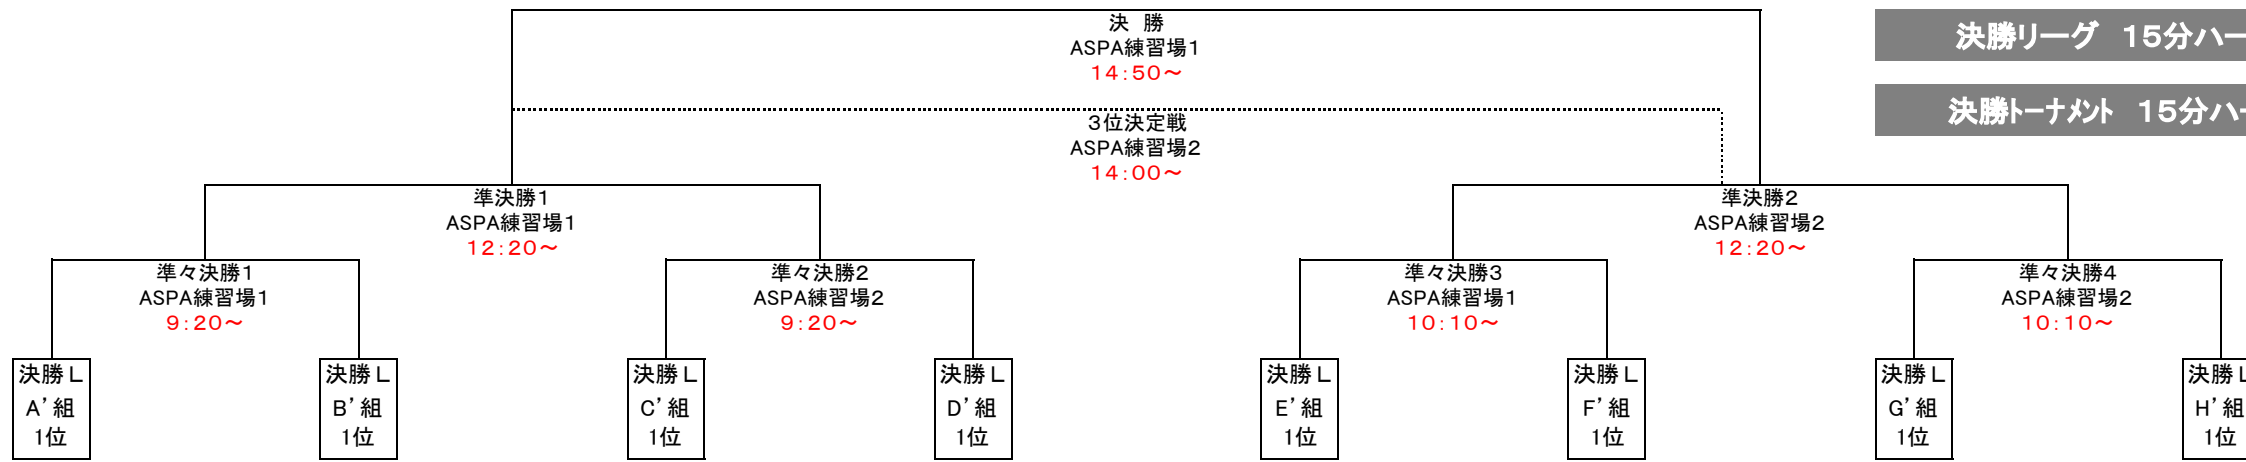 決 勝
ASPA練習場1
14:50～
決勝リーグ 15分ハー
決勝トーナメント 15分ハー
3位決定戦
ASPA練習場2
14:00～
準決勝1
ASPA練習場1
12:20～
準決勝2
ASPA練習場2
12:20～
準々決勝1
ASPA練習場1
9:20～
準々決勝2
ASPA練習場2
9:20～
準々決勝3
ASPA練習場1
10:10～
準々決勝4
ASPA練習場2
10:10～
決勝L
A’組
1位
決勝L
B’組
1位
決勝L
C’組
1位
決勝L
D’組
1位
決勝L
E’組
1位
決勝L
F’組
1位
決勝L
G’組
1位
決勝L
H’組
1位